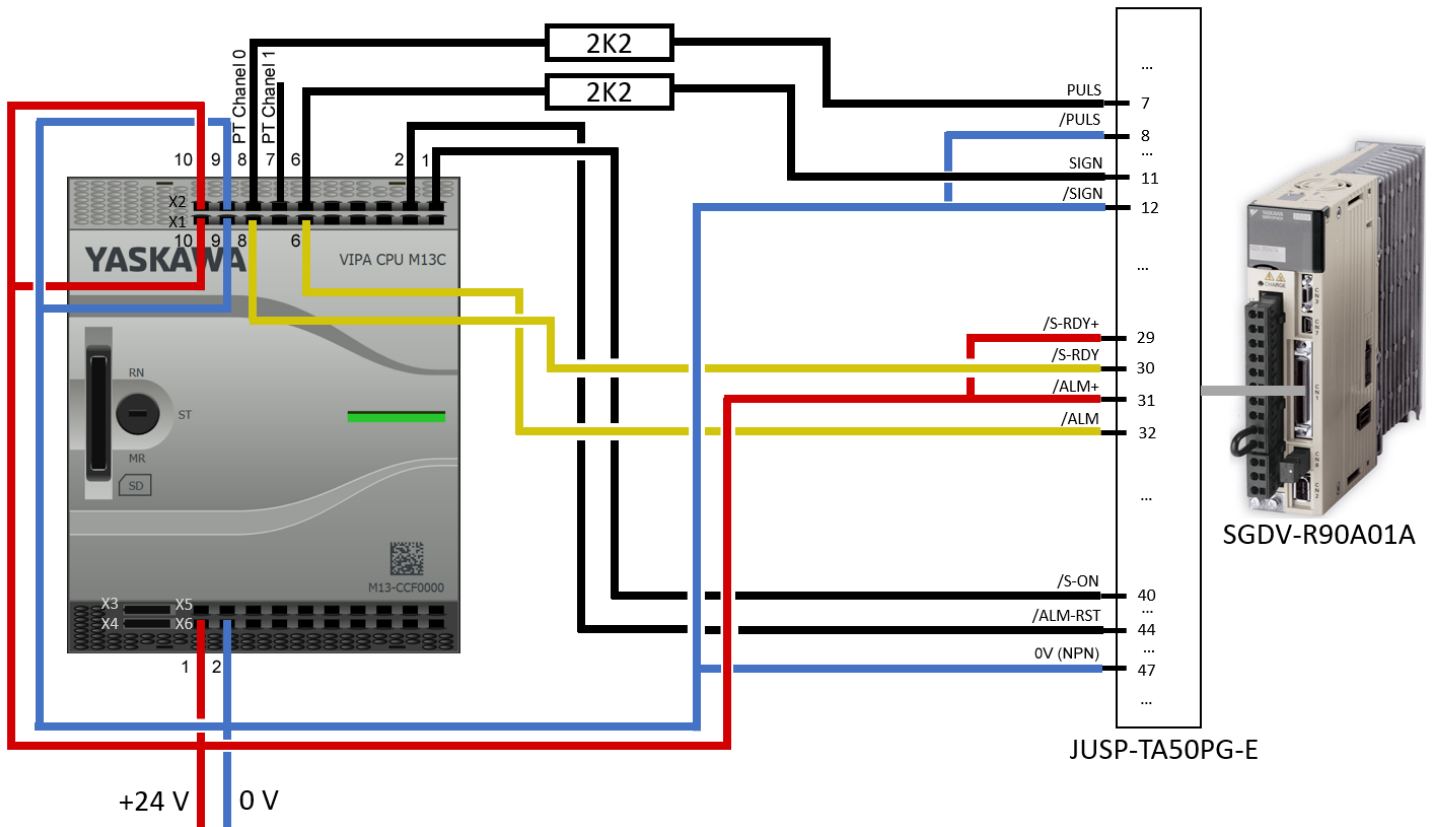 2K2
2K2
PT Chanel 0
PT Chanel 1
10 9 8 7 6 2 1
X2
X1
10 9 8 6
YASKAWA
VIPA CPU M13C
RN
ST
MR
SD
M13-CCF0000
X3 X5
X4 X6
1 2
+24 V
0 V
...
PULS 7
/PULS 8
...
SIGN 11
/SIGN 12
...
/S-RDY+ 29
/S-RDY 30
/ALM+ 31
/ALM 32
...
/S-ON 40
...
/ALM-RST 44
...
0V (NPN) 47
...
JUSP-TA50PG-E
YASKAWA
CHARGE
SGDV-R90A01A